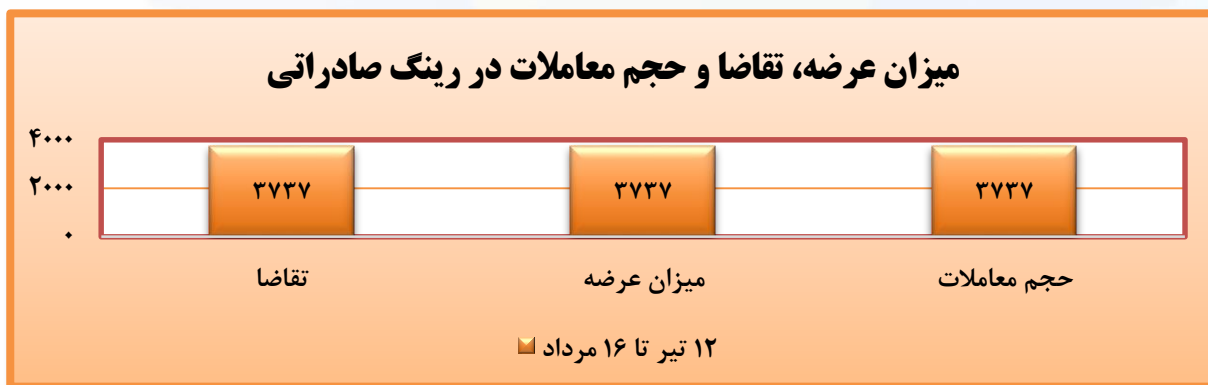 میزان عرضه، تقاضا و حجم معاملات در رینگ صادراتی
۴۰۰۰
۲۰۰۰
۰
۳۷۳۷
۳۷۳۷
۳۷۳۷
حجم معاملات
میزان عرضه
تقاضا
۱۲ تیر تا ۱۶ مرداد